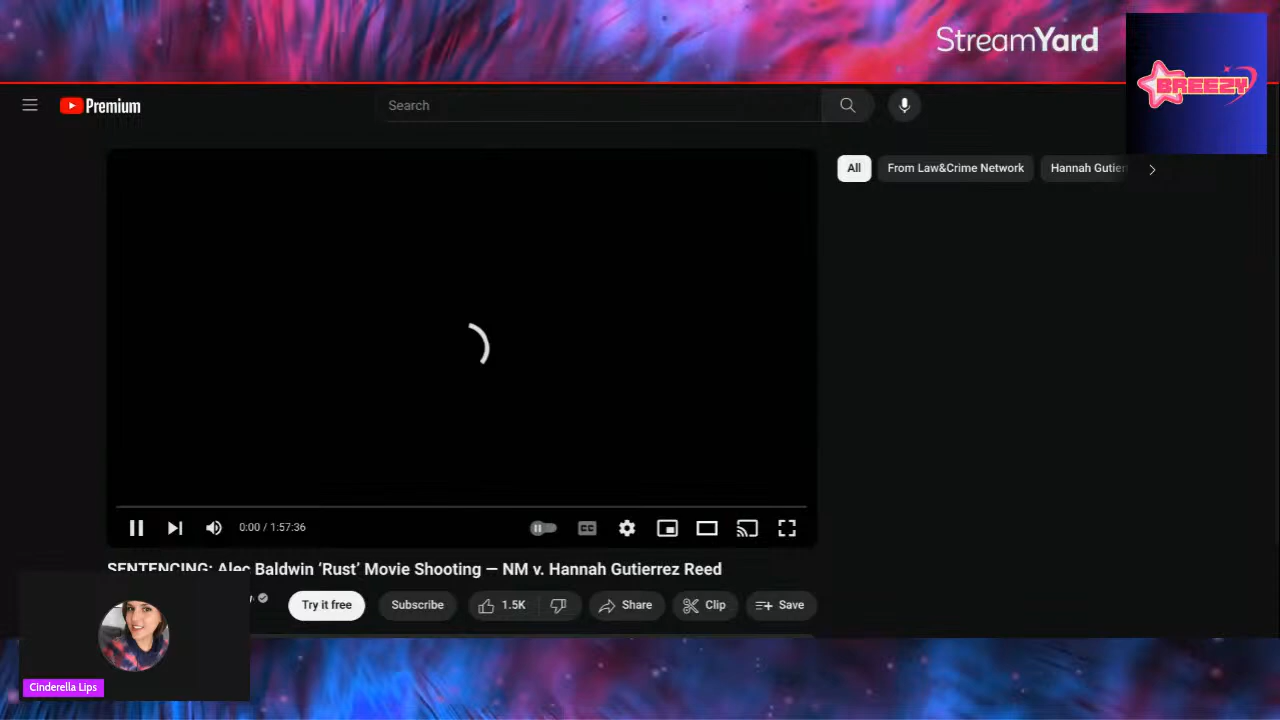 StreamYard
BREEZY
Premium
Search
All
From Law&Crime Network
Hannah Gutier
0:00 / 1:57:36
CC
SENTENCING: Alec Baldwin ‘Rust’ Movie Shooting — NM v. Hannah Gutierrez Reed
Try it free
Subscribe
1.5K
Share
Clip
Save
Cinderella Lips